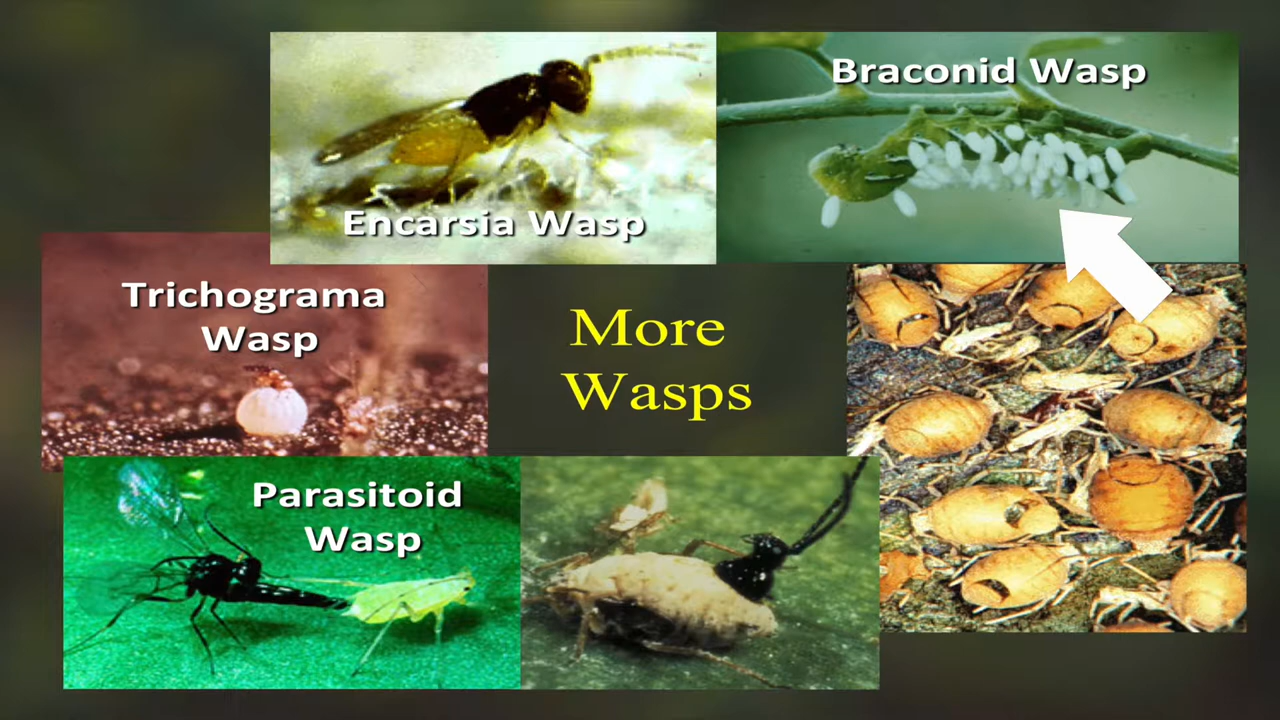 Braconid Wasp
Encarsia Wasp
Trichograma
Wasp
More
Wasps
Parasitoid
Wasp